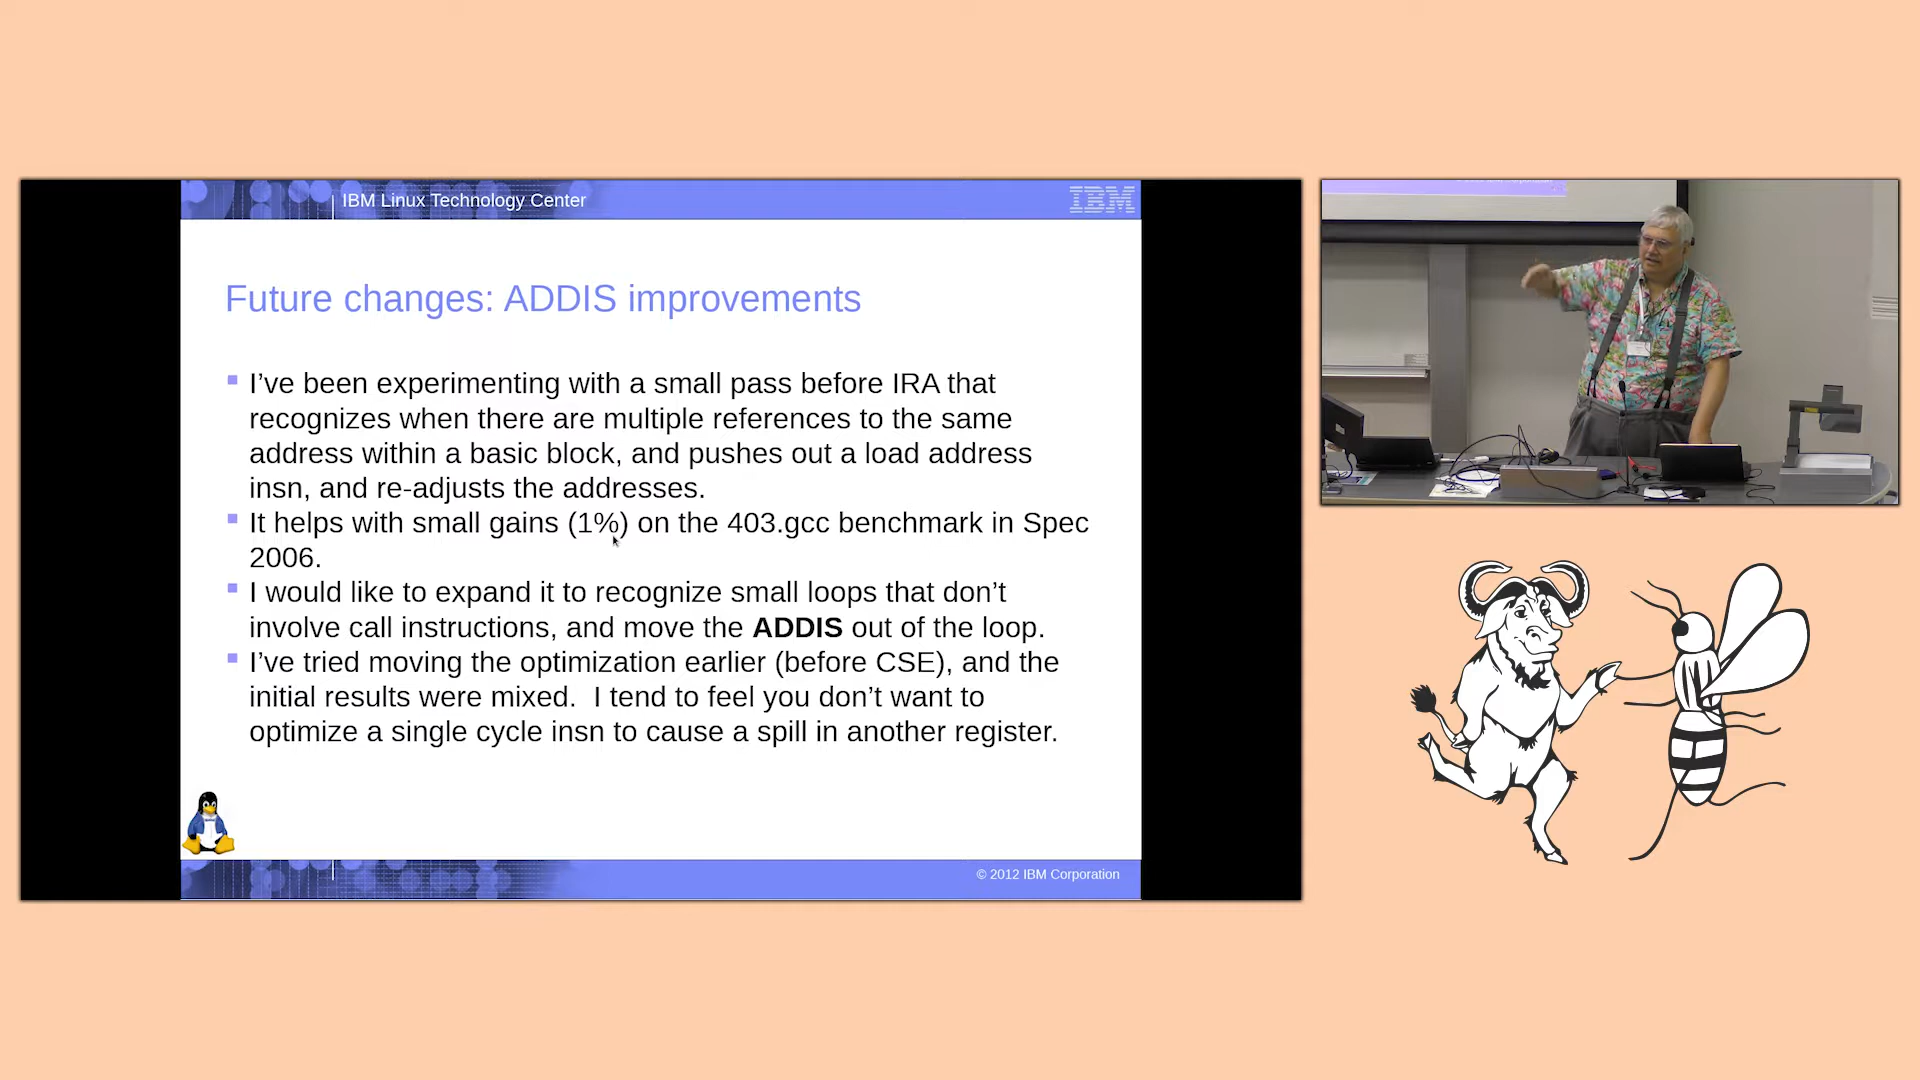 IBM Linux Technology Center
IBM
Future changes: ADDIS improvements
I've been experimenting with a small pass before IRA that
recognizes when there are multiple references to the same
address within a basic block, and pushes out a load address
insn, and re-adjusts the addresses.
It helps with small gains (1%) on the 403.gcc benchmark in Spec
2006.
I would like to expand it to recognize small loops that don't
involve call instructions, and move the ADDIS out of the loop.
I've tried moving the optimization earlier (before CSE), and the
initial results were mixed.  I tend to feel you don't want to
optimize a single cycle insn to cause a spill in another register.
© 2012 IBM Corporation